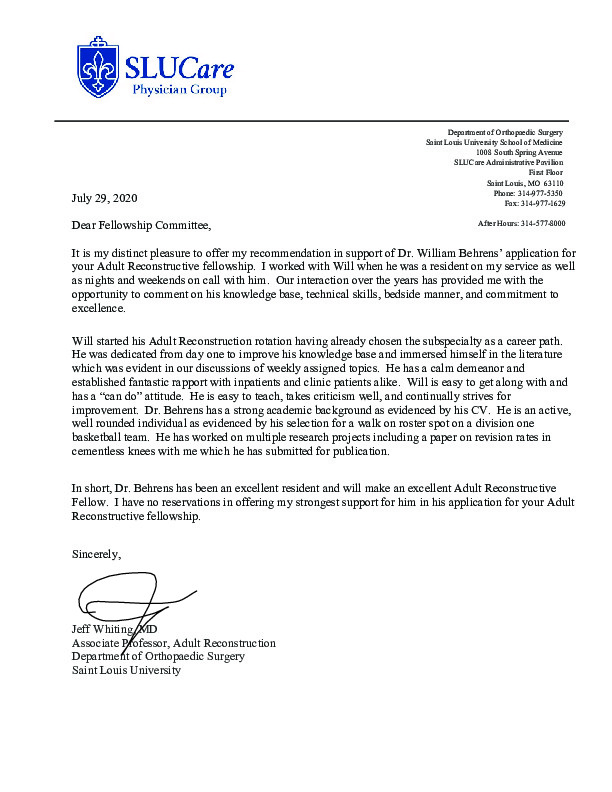 SLUCare
Physician Group
Department of Orthopaedic Surgery
Saint Louis University School of Medicine
1008 South Spring Avenue
SLUCare Administrative Pavilion
First Floor
Saint Louis, MO 63110
Phone: 314-977-5350
Fax: 314-977-1629
After Hours: 314-577-8000
July 29, 2020
Dear Fellowship Committee,
It is my distinct pleasure to offer my recommendation in support of Dr. William Behrens’ application for
your Adult Reconstructive fellowship. I worked with Will when he was a resident on my service as well
as nights and weekends on call with him. Our interaction over the years has provided me with the
opportunity to comment on his knowledge base, technical skills, bedside manner, and commitment to
excellence.
Will started his Adult Reconstruction rotation having already chosen the subspecialty as a career path.
He was dedicated from day one to improve his knowledge base and immersed himself in the literature
which was evident in our discussions of weekly assigned topics. He has a calm demeanor and
established fantastic rapport with inpatients and clinic patients alike. Will is easy to get along with and
has a “can do” attitude. He is easy to teach, takes criticism well, and continually strives for
improvement. Dr. Behrens has a strong academic background as evidenced by his CV. He is an active,
well rounded individual as evidenced by his selection for a walk on roster spot on a division one
basketball team. He has worked on multiple research projects including a paper on revision rates in
cementless knees with me which he has submitted for publication.
In short, Dr. Behrens has been an excellent resident and will make an excellent Adult Reconstructive
Fellow. I have no reservations in offering my strongest support for him in his application for your Adult
Reconstructive fellowship.
Sincerely,
Jeff Whiting, MD
Associate Professor, Adult Reconstruction
Department of Orthopaedic Surgery
Saint Louis University